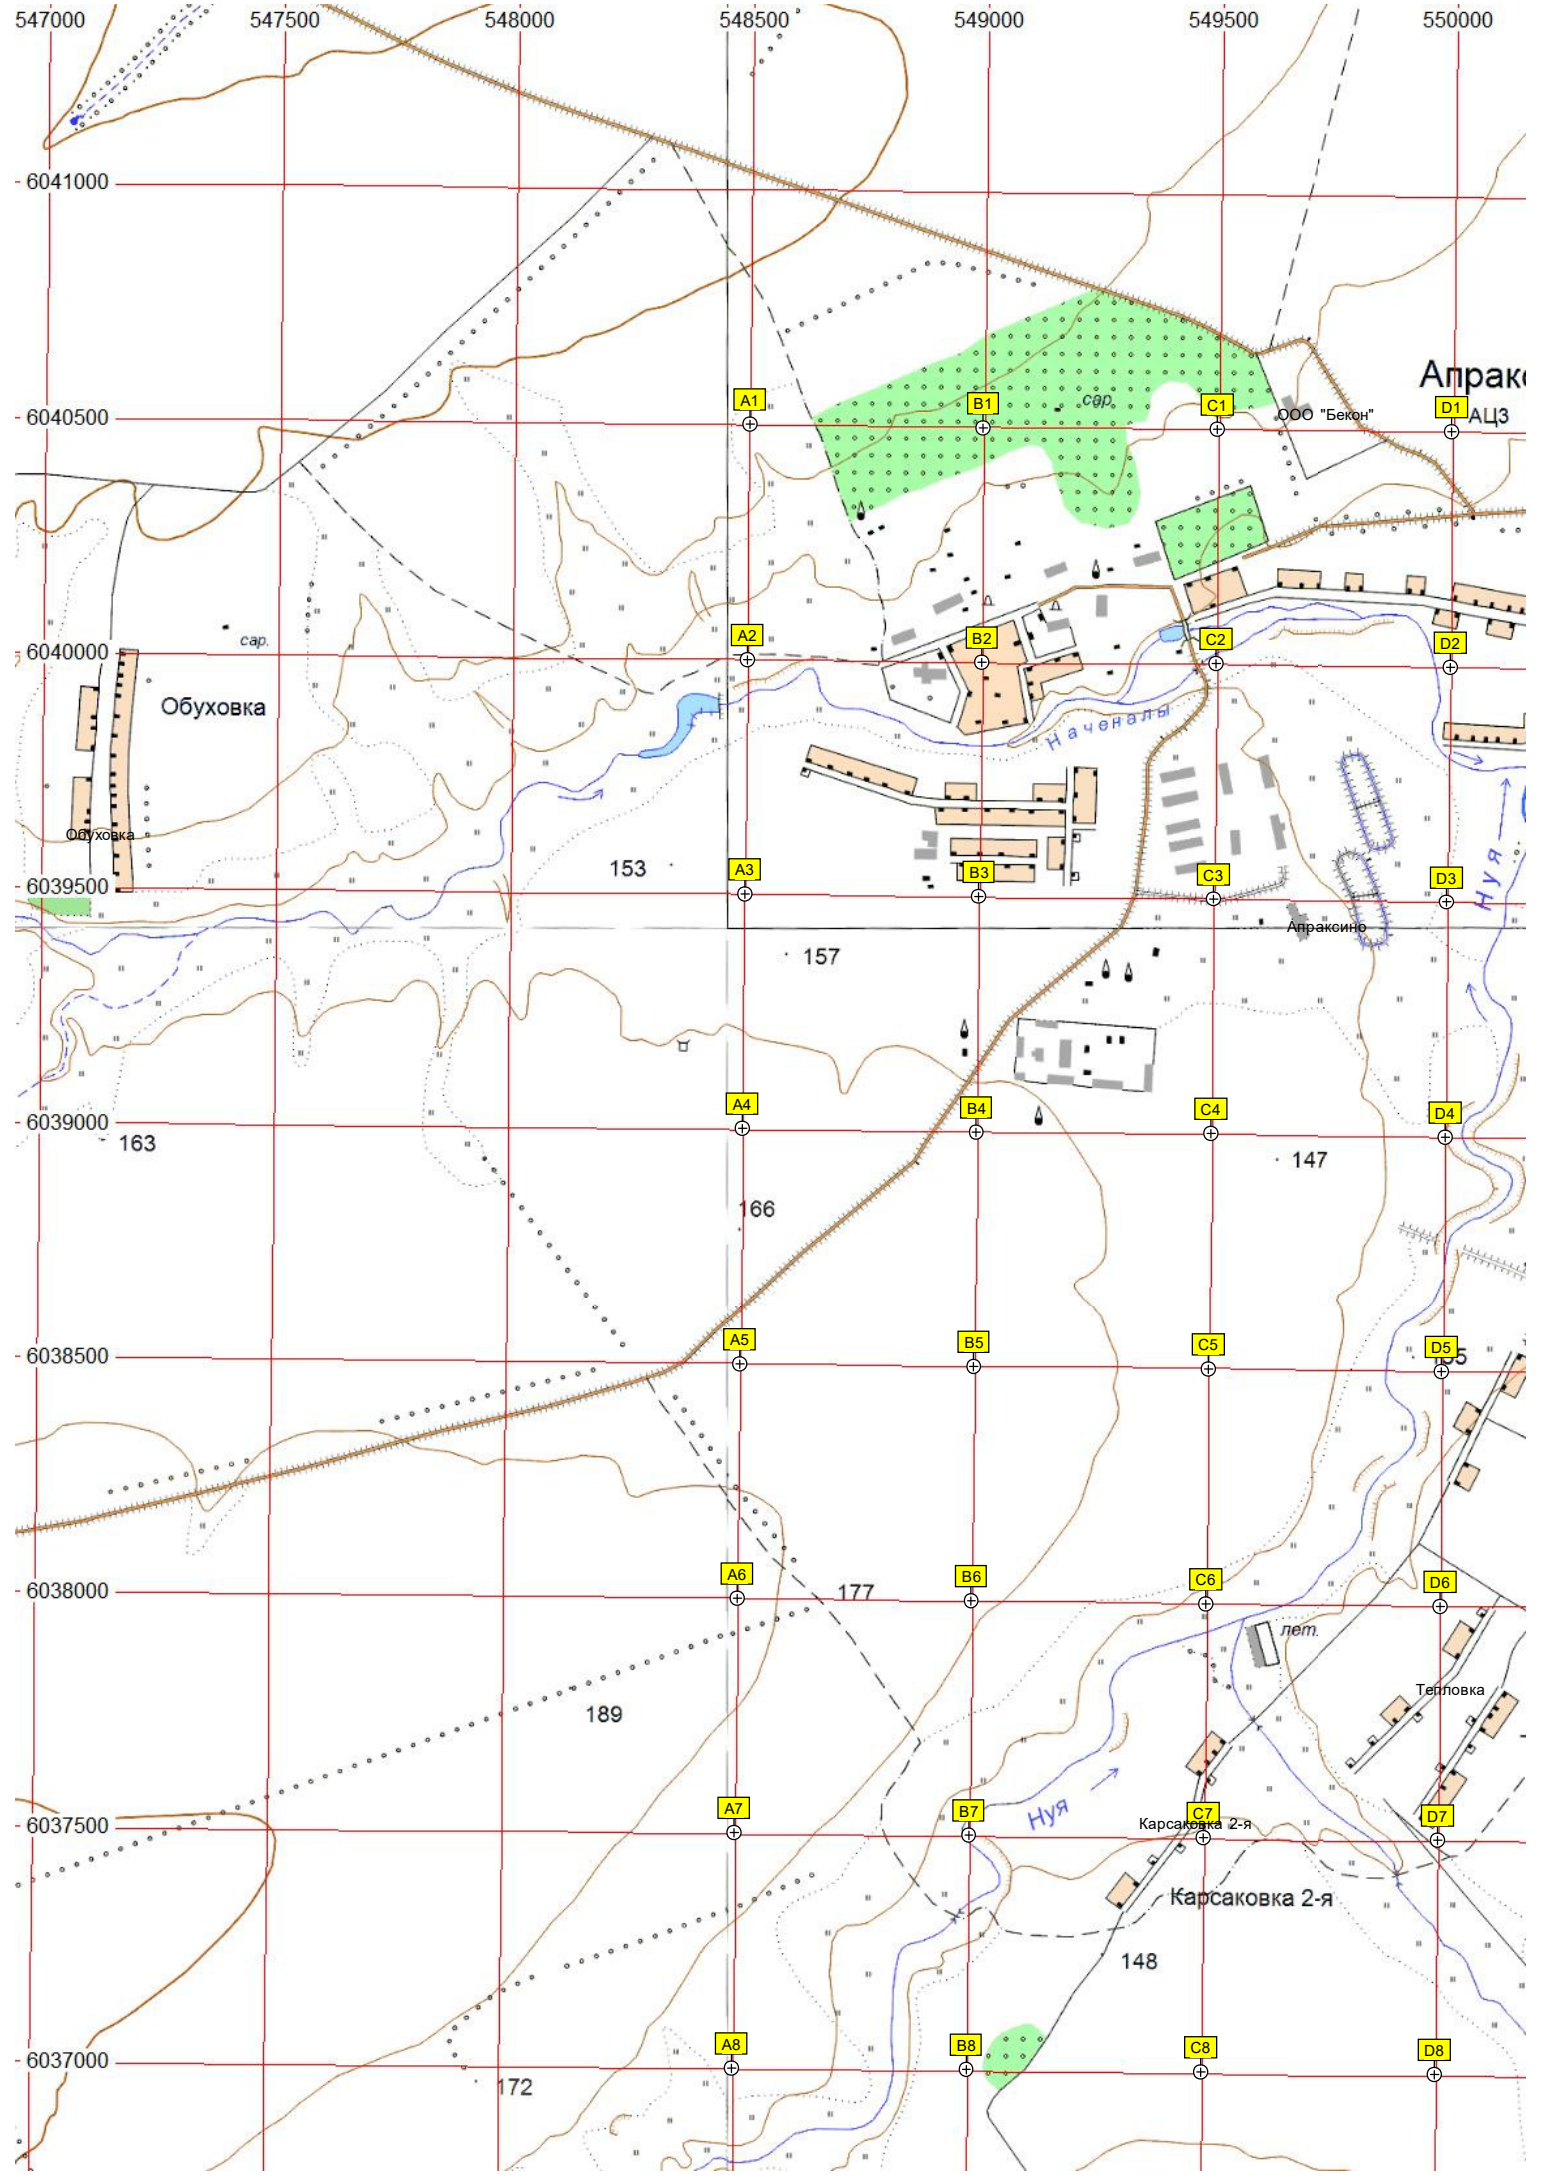 547000 547500 548000 548500 549000 549500 550000
6041000
Апракс
A1 B1 сар. C1 D1
6040500 ООО "Бекон" АЦЗ
A2 B2 C2 D2
6040000 сар.
Обуховка
Наченалы
Обуховка
153 A3 B3 C3 D3
6039500 Нуя
Апраксино
157
A4 B4 C4 D4
6039000
163 147
166
A5 B5 C5 D5
6038500
A6 B6 C6 D6
6038000 177
лет.
Тепловка
189
A7 B7 Нуя C7 D7
6037500 Карсаковка 2-я
Карсаковка 2-я
148
A8 B8 C8 D8
6037000
172